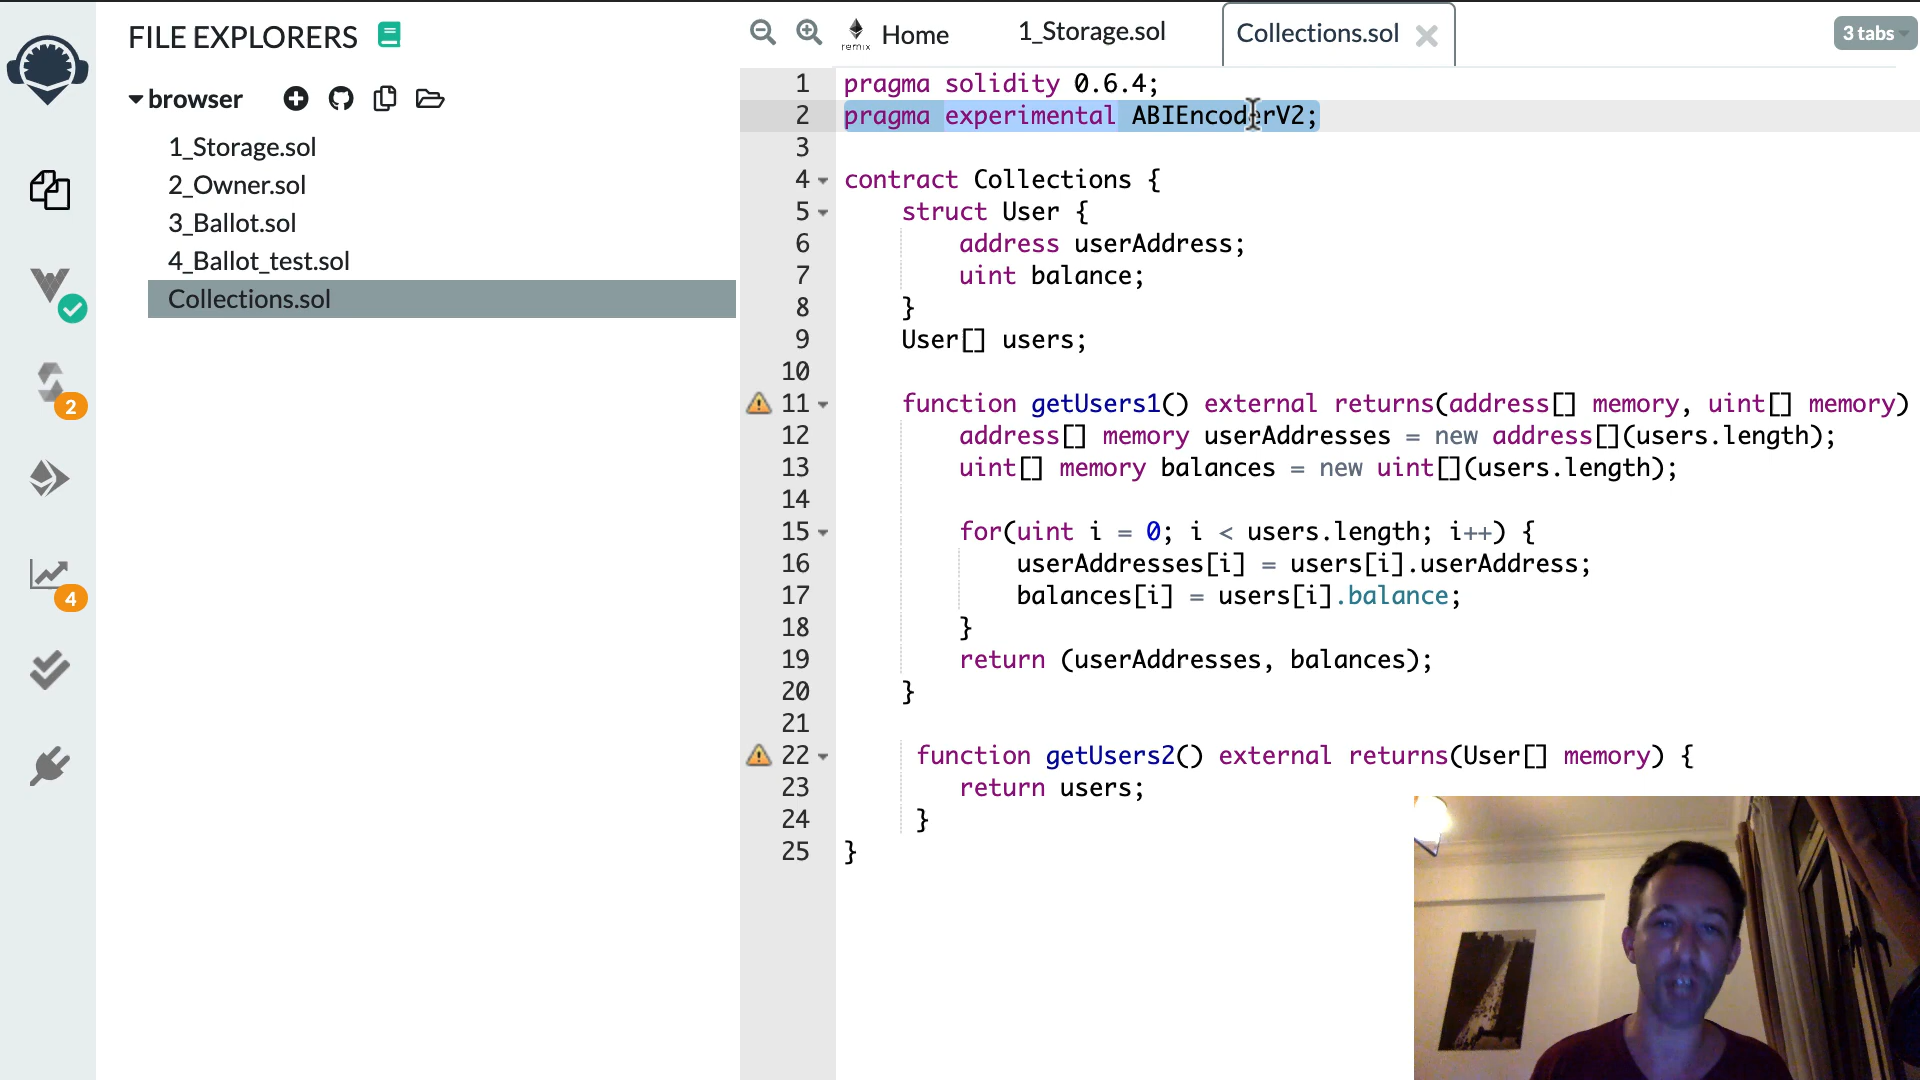 FILE EXPLORERS
browser
1_Storage.sol
2_Owner.sol
3_Ballot.sol
4_Ballot_test.sol
Collections.sol
2
4
remix
Home
1_Storage.sol
Collections.sol
3 tabs
1 pragma solidity 0.6.4;
2 pragma experimental ABIEncoderV2;
3
4 contract Collections {
5 struct User {
6 address userAddress;
7 uint balance;
8 }
9 User[] users;
10
11 function getUsers1() external returns(address[] memory, uint[] memory)
12 address[] memory userAddresses = new address[](users.length);
13 uint[] memory balances = new uint[](users.length);
14
15 for(uint i = 0; i < users.length; i++) {
16 userAddresses[i] = users[i].userAddress;
17 balances[i] = users[i].balance;
18 }
19 return (userAddresses, balances);
20 }
21
22 function getUsers2() external returns(User[] memory) {
23 return users;
24 }
25 }